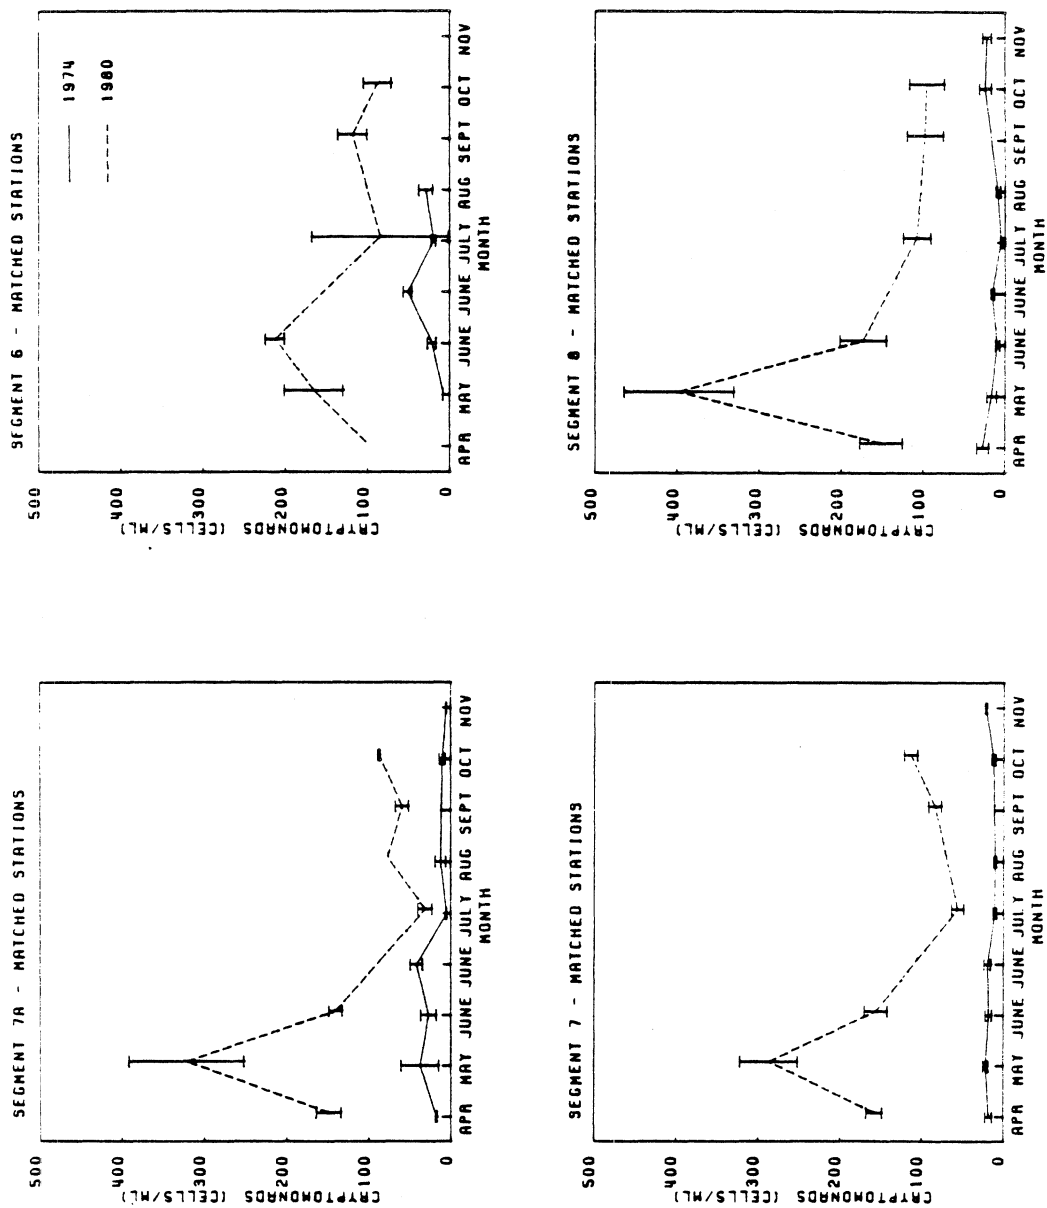 SEGMENT 6 - MATCHED STATIONS
1974
1980
500
400
300
200
100
0
CRYPTOMONADS
(CELLS/ML)
APR MAY JUNE JUNE JULY AUG SEPT OCT NOV
MONTH
SEGMENT 8 - MATCHED STATIONS
500
400
300
200
100
0
CRYPTOMONADS
(CELLS/ML)
APR MAY JUNE JUNE JULY AUG SEPT OCT NOV
MONTH
SEGMENT 7A - MATCHED STATIONS
500
400
300
200
100
0
CRYPTOMONADS
(CELLS/ML)
APR MAY JUNE JUNE JULY AUG SEPT OCT NOV
MONTH
SEGMENT 7 - MATCHED STATIONS
500
400
300
200
100
0
CRYPTOMONADS
(CELLS/ML)
APR MAY JUNE JUNE JULY AUG SEPT OCT NOV
MONTH